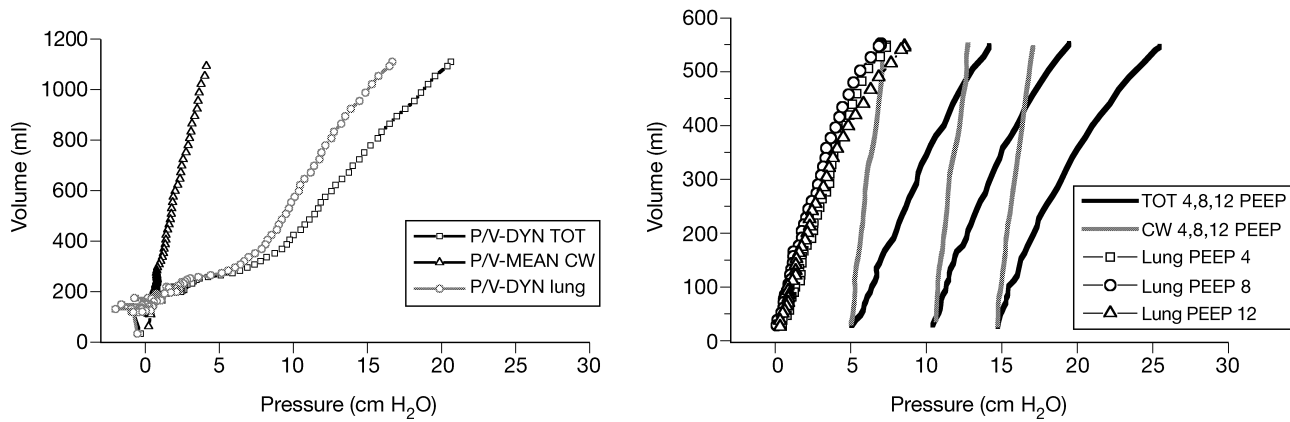 1200
1000
800
600
400
200
0
Volume (ml)
0 5 10 15 20 25 30
Pressure (cm H₂O)
P/V-DYN TOT
P/V-MEAN CW
P/V-DYN lung
600
500
400
300
200
100
0
Volume (ml)
0 5 10 15 20 25 30
Pressure (cm H₂O)
TOT 4,8,12 PEEP
CW 4,8,12 PEEP
Lung PEEP 4
Lung PEEP 8
Lung PEEP 12